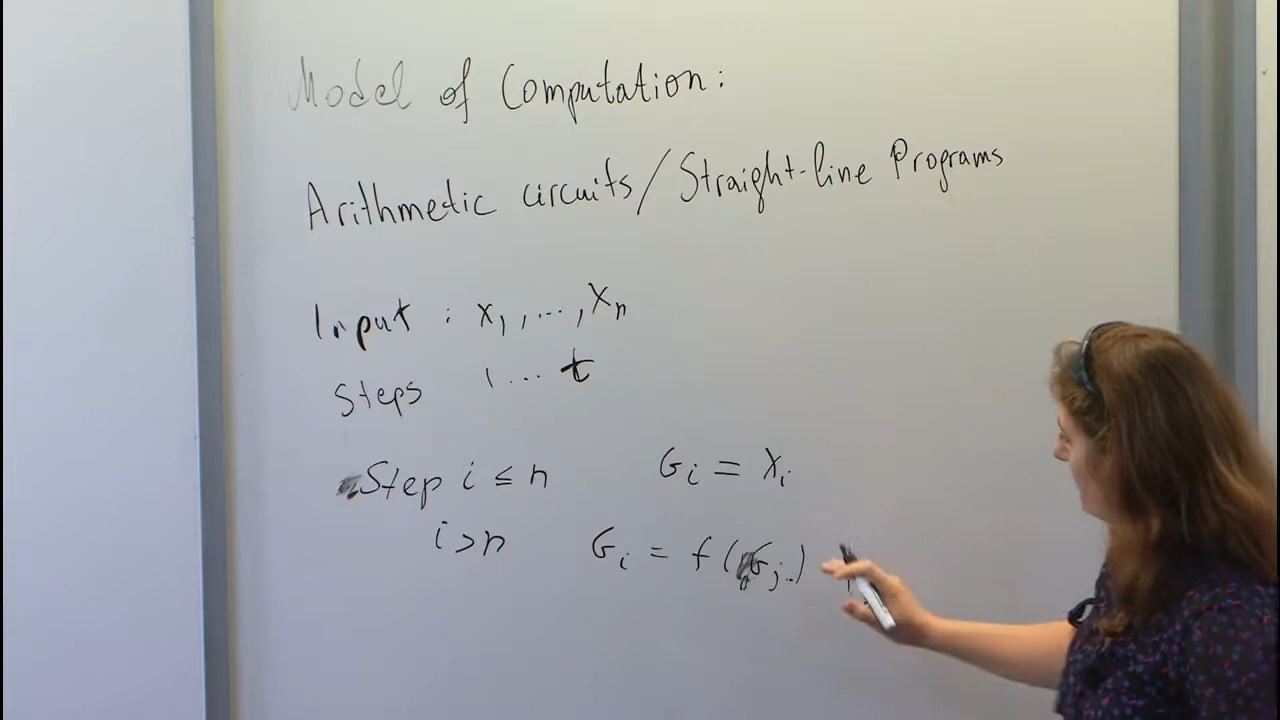 Model of Computation:
Arithmetic circuits/Straight-line Programs
Input : x₁,...,xₙ
Steps 1...t
Step i ≤ n Gᵢ = xᵢ
i>n Gᵢ = f(Gⱼ..)